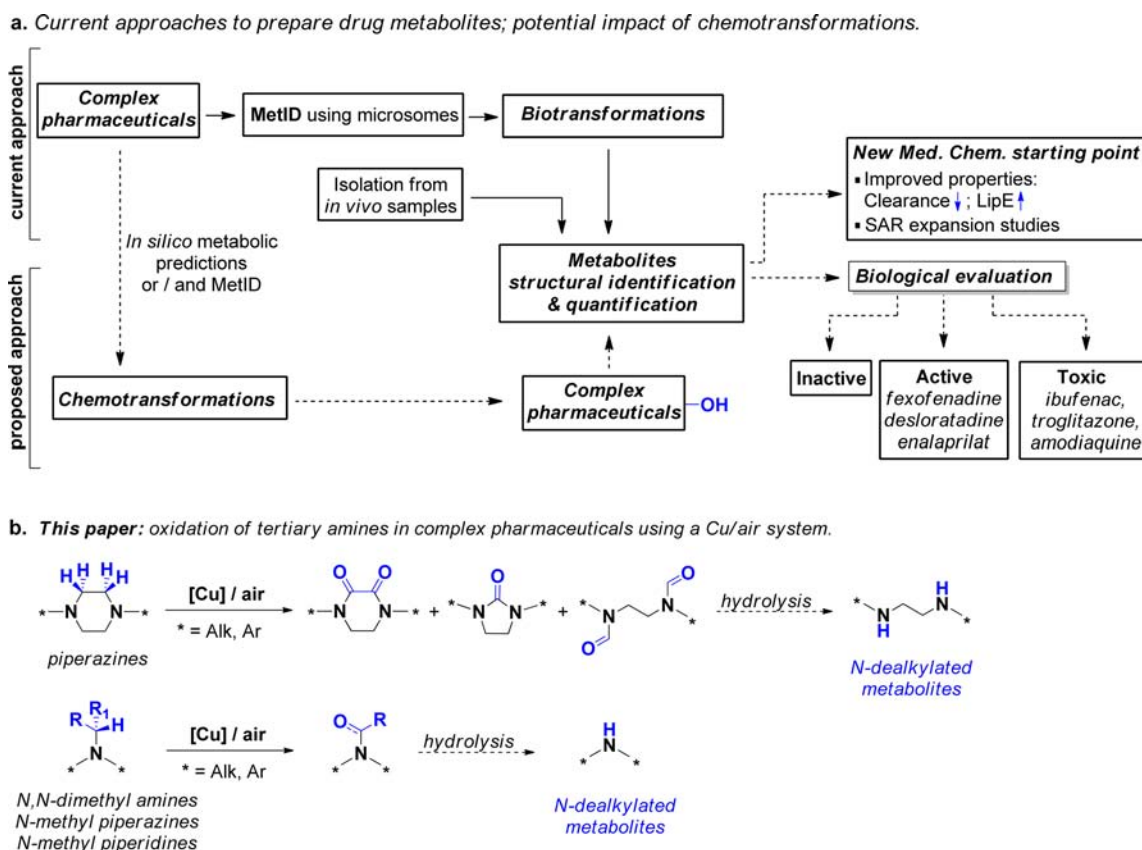 a. Current approaches to prepare drug metabolites; potential impact of chemotransformations.
current approach
Complex
pharmaceuticals
MetID using microsomes
Biotransformations
Isolation from
in vivo samples
New Med. Chem. starting point
▪ Improved properties:
Clearance ↓ ; LipE ↑
▪ SAR expansion studies
In silico metabolic
predictions
or / and MetID
Metabolites
structural identification
& quantification
Biological evaluation
proposed approach
Chemotransformations
Complex
pharmaceuticals
OH
Inactive
Active
fexofenadine
desloratadine
enalaprilat
Toxic
ibufenac,
troglitazone,
amodiaquine
b. This paper: oxidation of tertiary amines in complex pharmaceuticals using a Cu/air system.
H H H H
* N N *
piperazines
[Cu] / air
* = Alk, Ar
O O
* N N *
+
O
* N N *
+
O
* N N *
O
hydrolysis
* N H H N *
N-dealkylated
metabolites
R R1 H
N
* *
N,N-dimethyl amines
N-methyl piperazines
N-methyl piperidines
[Cu] / air
* = Alk, Ar
O R
N
* *
hydrolysis
H
N
* *
N-dealkylated
metabolites